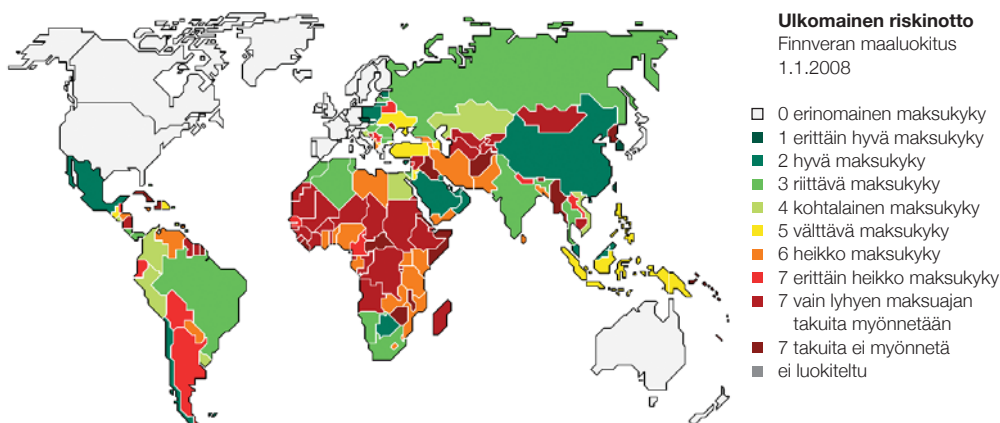 Ulkomainen riskinotto
Finnveran maaluokitus
1.1.2008
0 erinomainen maksukyky
1 erittäin hyvä maksukyky
2 hyvä maksukyky
3 riittävä maksukyky
4 kohtalainen maksukyky
5 välttävä maksukyky
6 heikko maksukyky
7 erittäin heikko maksukyky
7 vain lyhyen maksuajan
takuita myönnetään
7 takuita ei myönnetä
ei luokiteltu